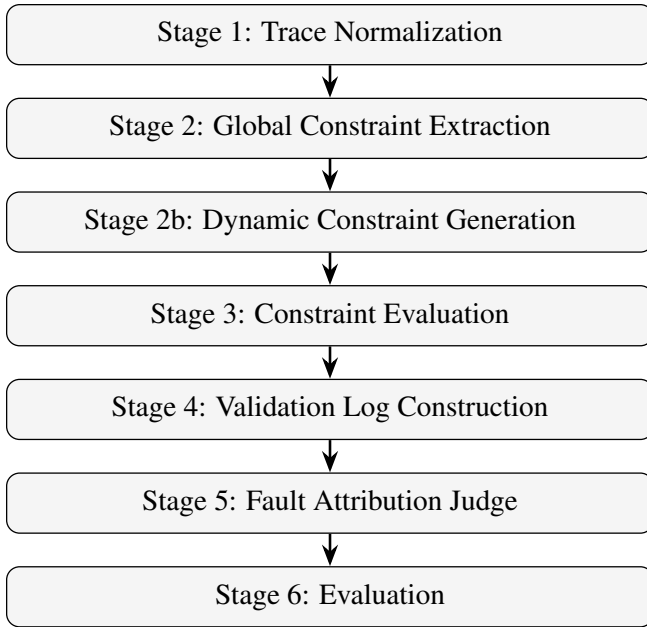 Stage 1: Trace Normalization
Stage 2: Global Constraint Extraction
Stage 2b: Dynamic Constraint Generation
Stage 3: Constraint Evaluation
Stage 4: Validation Log Construction
Stage 5: Fault Attribution Judge
Stage 6: Evaluation